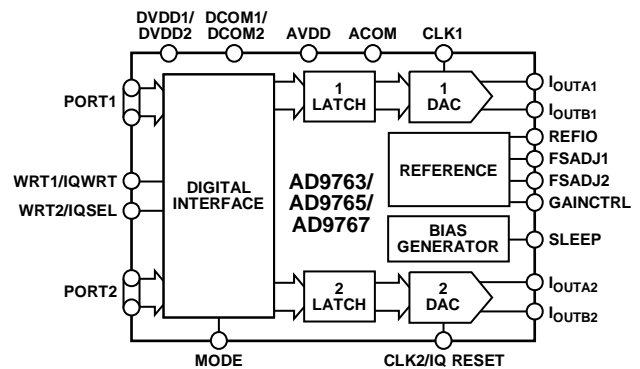 DVDD1/
DVDD2
DCOM1/
DCOM2
AVDD
ACOM
CLK1
PORT1
1
LATCH
1
DAC
IOUTA1
IOUTB1
REFIO
FSADJ1
FSADJ2
GAINCTRL
REFERENCE
WRT1/IQWRT
WRT2/IQSEL
DIGITAL
INTERFACE
AD9763/
AD9765/
AD9767
BIAS
GENERATOR
SLEEP
PORT2
2
LATCH
2
DAC
IOUTA2
IOUTB2
MODE
CLK2/IQ RESET